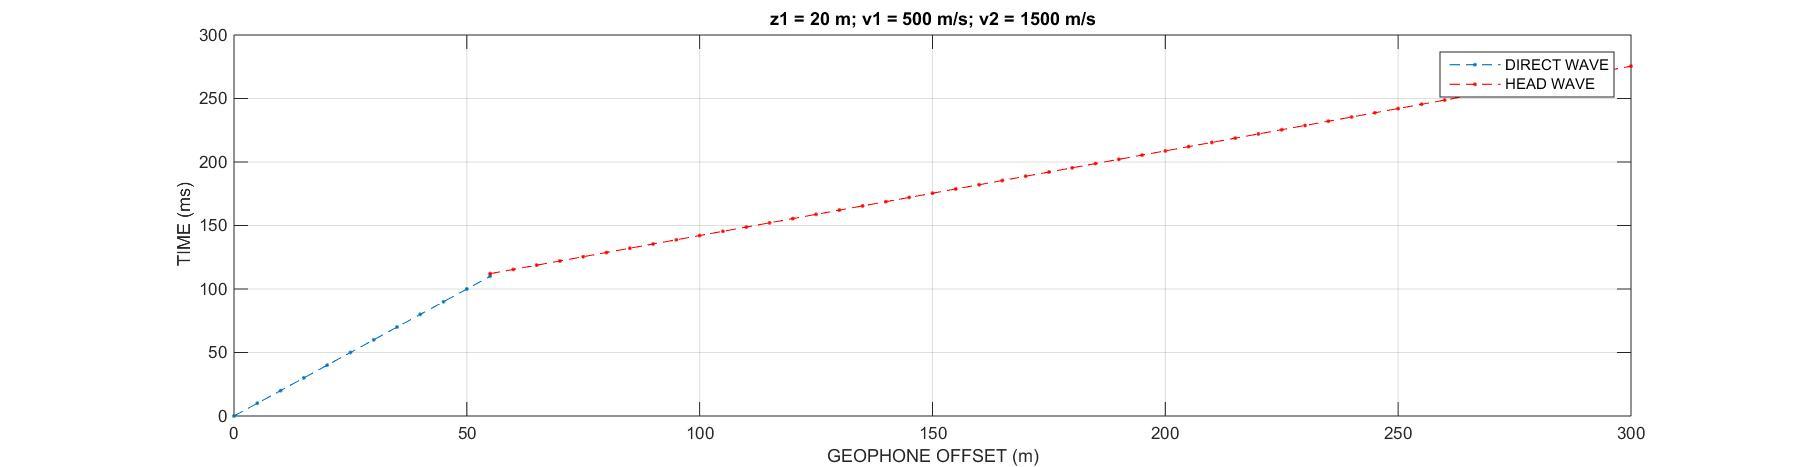 z1 = 20 m; v1 = 500 m/s; v2 = 1500 m/s
300
250
200
150
100
50
0
TIME (ms)
DIRECT WAVE
HEAD WAVE
0 50 100 150 200 250 300
GEOPHONE OFFSET (m)